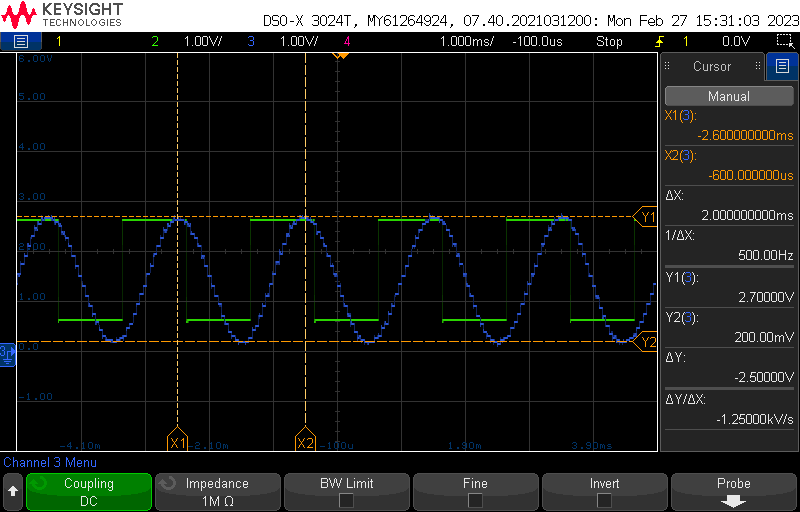 KEYSIGHT
TECHNOLOGIES
DSO-X 3024T, MY61264924, 07.40.2021031200: Mon Feb 27 15:31:03 2023
1 2 1.00V/ 3 1.00V/ 4 1.000ms/ -100.0us Stop 1 0.0V
6.00V
5.00
4.00
3.00
2.00
1.00
0.0
-1.00
-4.10m -2.10m -100u 1.90m 3.90m
X1 X2
Y1
Y2
3
Cursor
Manual
X1(3):
-2.600000000ms
X2(3):
-600.000000us
ΔX:
2.000000000ms
1/ΔX:
500.00Hz
Y1(3):
2.70000V
Y2(3):
200.00mV
ΔY:
-2.50000V
ΔY/ΔX:
-1.25000kV/s
Channel 3 Menu
Coupling
DC
Impedance
1M Ω
BW Limit
Fine
Invert
Probe